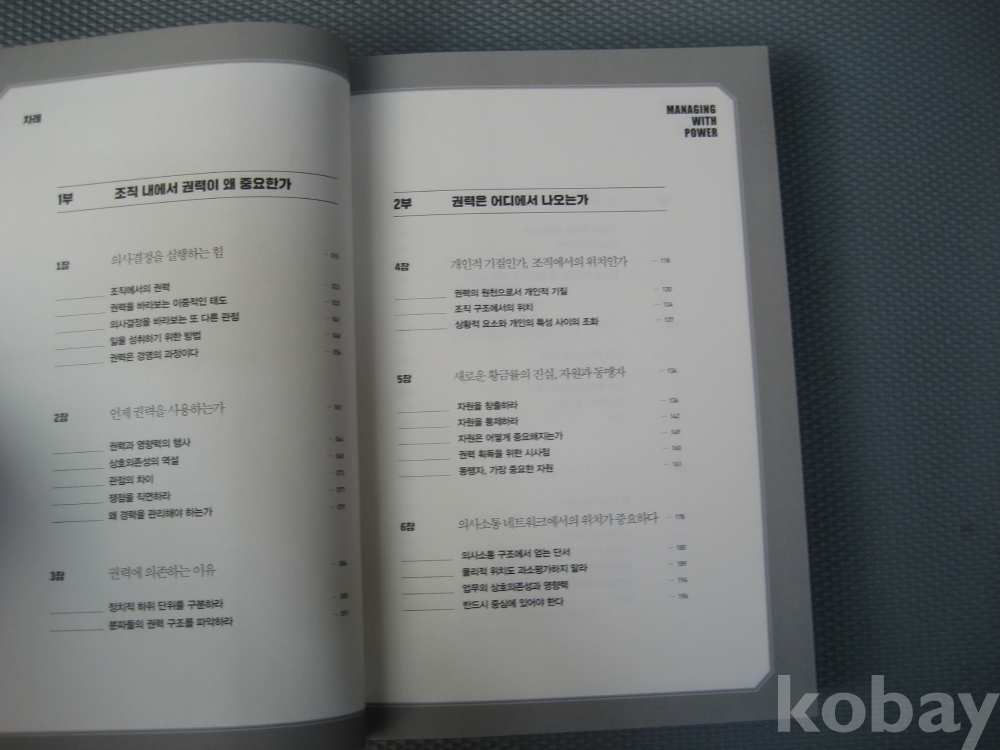 차례
1부 조직 내에서 권력이 왜 중요한가
1장 의사결정을 실행하는 힘
조직에서의 권력
권력을 바라보는 이중적인 태도
의사결정을 바라보는 또 다른 관점
일을 성취하기 위한 방법
권력은 경영의 과정이다
2장 언제 권력을 사용하는가
권력과 영향력의 행사
상호의존성의 역설
관점의 차이
쟁점을 직면하라
왜 권력을 관리해야 하는가
3장 권력에 의존하는 이유
정치적 하위 단위를 구분하라
분파들의 권력 구조를 파악하라
MANAGING
WITH
POWER
2부 권력은 어디에서 나오는가
4장 개인적 기질인가, 조직에서의 위치인가 119
권력의 원천으로서 개인적 기질 120
조직 구조에서의 위치 124
상황적 요소와 개인의 특성 사이의 조화 127
5장 새로운 황금률의 진실, 자원과 동맹자 134
자원을 창출하라 136
자원을 통제하라 142
자원은 어떻게 중요해지는가 149
권력 획득을 위한 시사점 160
동맹자, 가장 중요한 자원 161
6장 의사소통 네트워크에서의 위치가 중요하다 178
의사소통 구조에서 얻는 단서 180
물리적 위치도 과소평가하지 말라 189
업무의 상호의존성과 영향력 194
반드시 중심에 있어야 한다 196
kobay